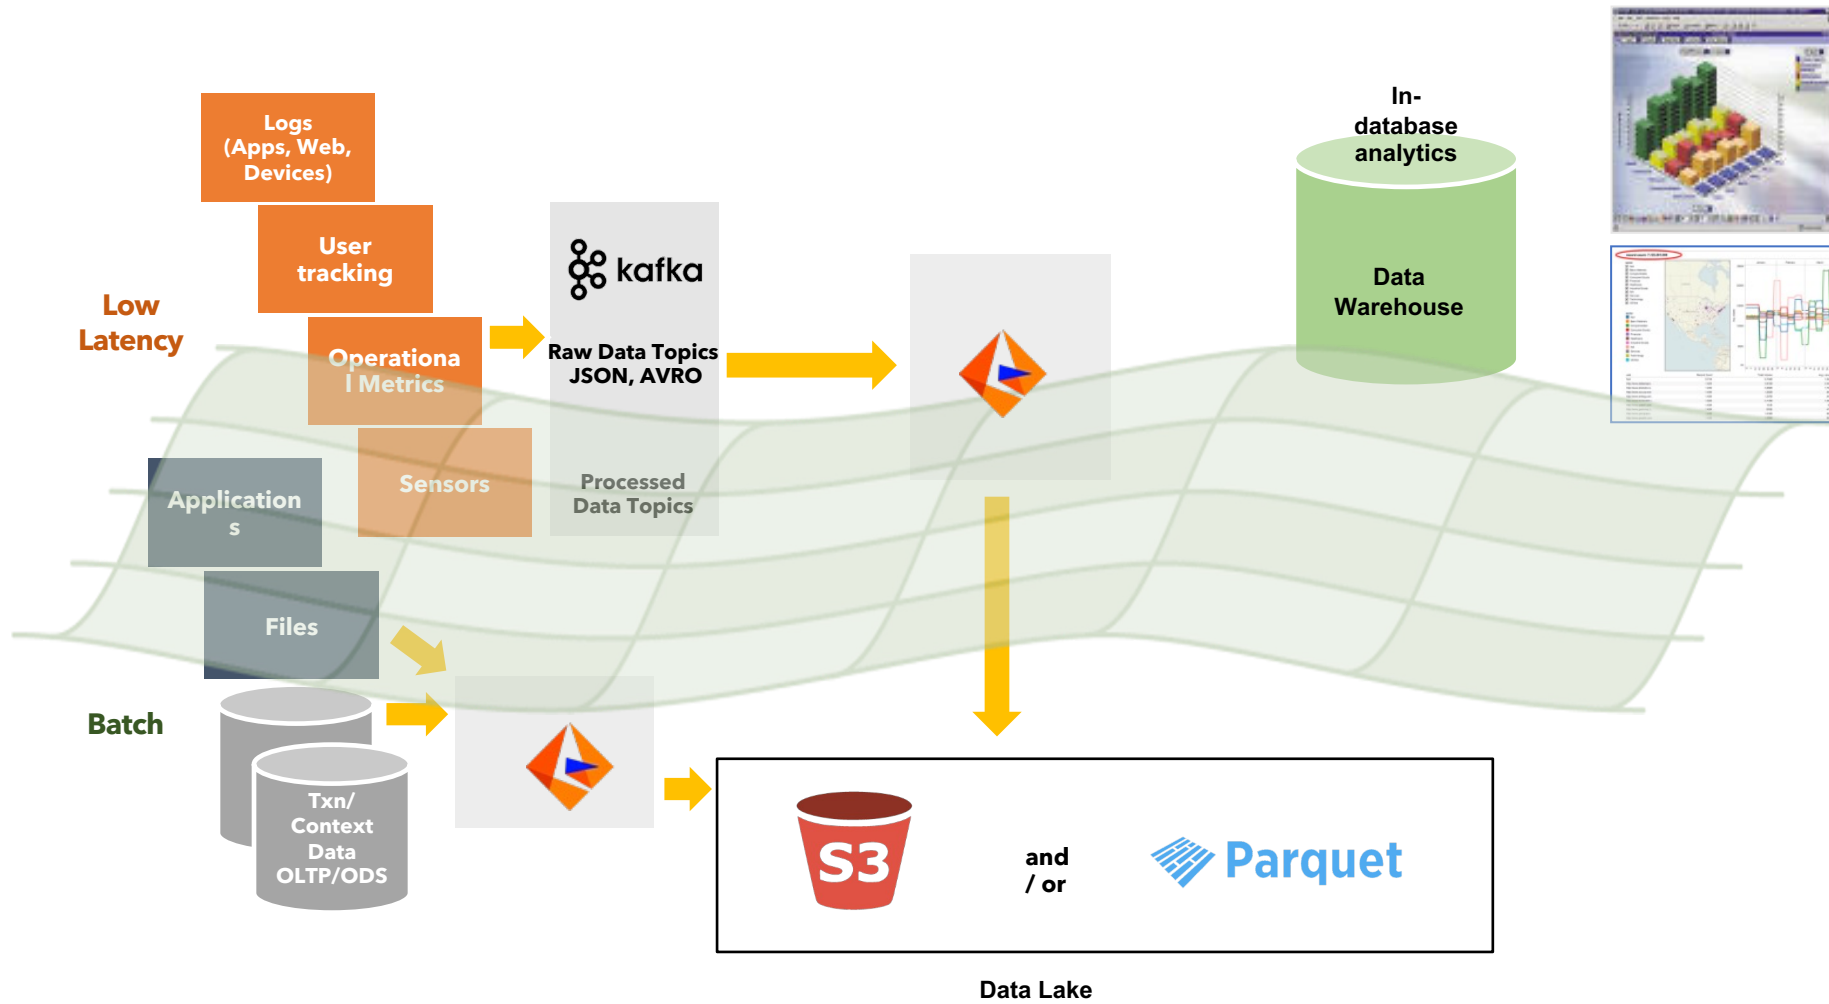 Logs
(Apps, Web,
Devices)
User
tracking
Low
Latency
Operationa
l Metrics
Sensors
Application
s
Files
Batch
Txn/
Context
Data
OLTP/ODS
kafka
Raw Data Topics
JSON, AVRO
Processed
Data Topics
In-
database
analytics
Data
Warehouse
S3
and
/ or
Parquet
Data Lake